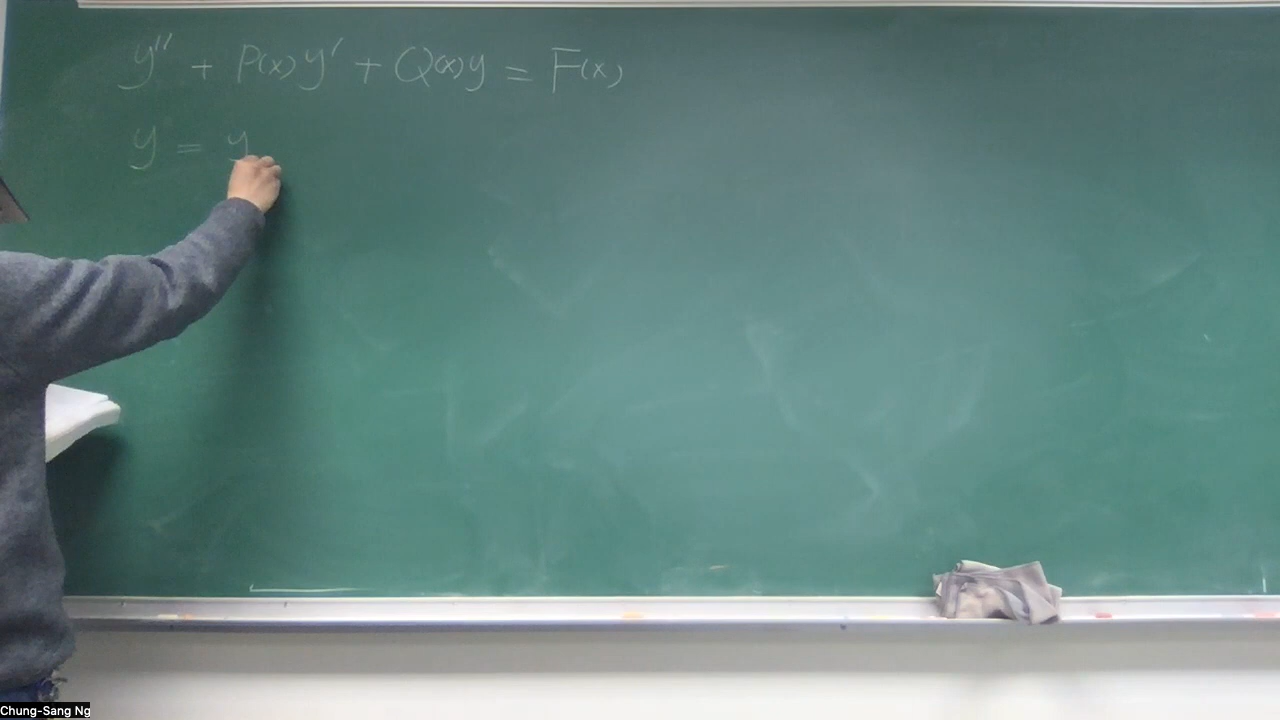 y'' + P(x)y' + Q(x)y = F(x)
y = y
Chung-Sang Ng